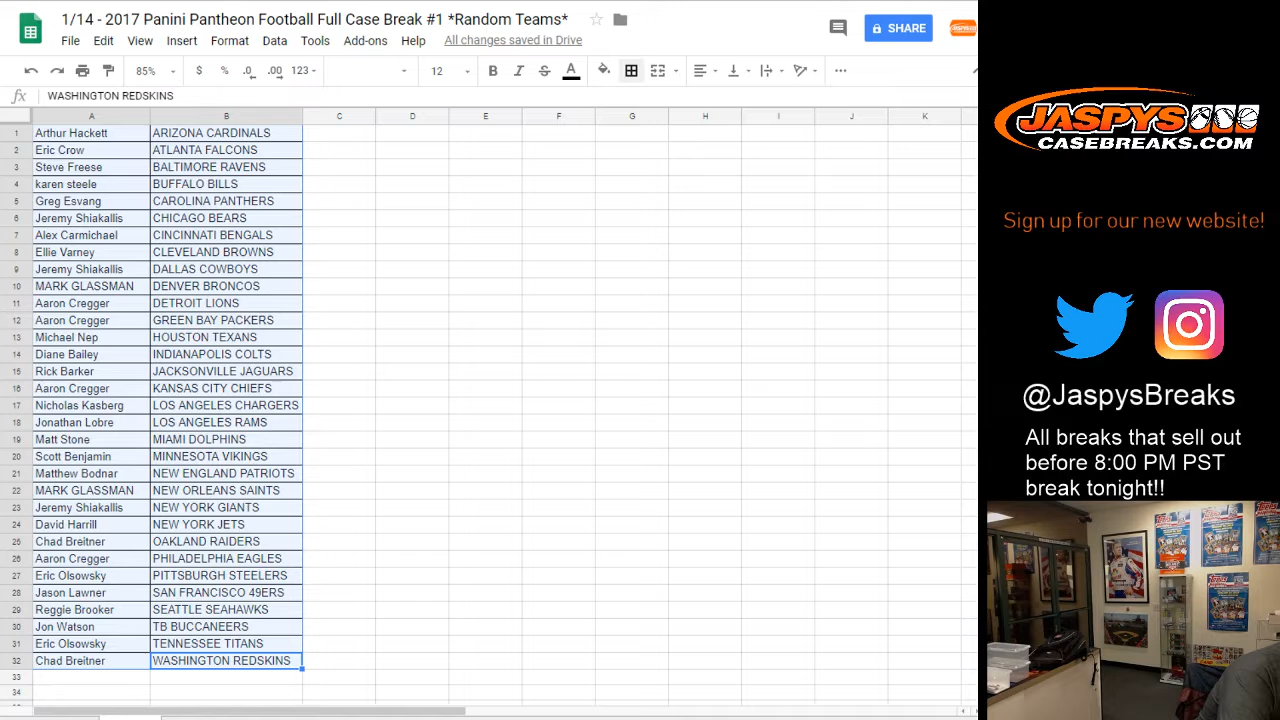 1/14 - 2017 Panini Pantheon Football Full Case Break #1 *Random Teams*
File Edit View Insert Format Data Tools Add-ons Help All changes saved in Drive
SHARE
85% $ % .0 .00 123 12 B I S A
fx WASHINGTON REDSKINS
A B C D E F G H I J K
1 Arthur Hackett ARIZONA CARDINALS
2 Eric Crow ATLANTA FALCONS
3 Steve Freese BALTIMORE RAVENS
4 karen steele BUFFALO BILLS
5 Greg Esvang CAROLINA PANTHERS
6 Jeremy Shiakallis CHICAGO BEARS
7 Alex Carmichael CINCINNATI BENGALS
8 Ellie Varney CLEVELAND BROWNS
9 Jeremy Shiakallis DALLAS COWBOYS
10 MARK GLASSMAN DENVER BRONCOS
11 Aaron Cregger DETROIT LIONS
12 Aaron Cregger GREEN BAY PACKERS
13 Michael Nep HOUSTON TEXANS
14 Diane Bailey INDIANAPOLIS COLTS
15 Rick Barker JACKSONVILLE JAGUARS
16 Aaron Cregger KANSAS CITY CHIEFS
17 Nicholas Kasberg LOS ANGELES CHARGERS
18 Jonathan Lobre LOS ANGELES RAMS
19 Matt Stone MIAMI DOLPHINS
20 Scott Benjamin MINNESOTA VIKINGS
21 Matthew Bodnar NEW ENGLAND PATRIOTS
22 MARK GLASSMAN NEW ORLEANS SAINTS
23 Jeremy Shiakallis NEW YORK GIANTS
24 David Harrill NEW YORK JETS
25 Chad Breitner OAKLAND RAIDERS
26 Aaron Cregger PHILADELPHIA EAGLES
27 Eric Olsowsky PITTSBURGH STEELERS
28 Jason Lawner SAN FRANCISCO 49ERS
29 Reggie Brooker SEATTLE SEAHAWKS
30 Jon Watson TB BUCCANEERS
31 Eric Olsowsky TENNESSEE TITANS
32 Chad Breitner WASHINGTON REDSKINS
33
34
JASPYS
CASEBREAKS.COM
Sign up for our new website!
@JaspysBreaks
All breaks that sell out
before 8:00 PM PST
break tonight!!